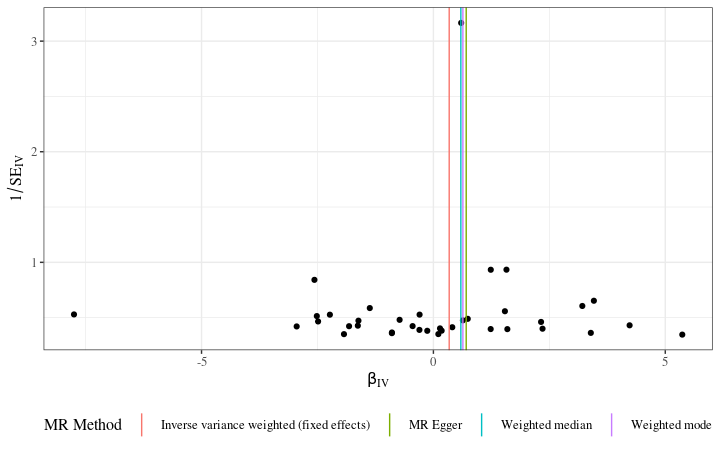 3
2
1
1/SE_IV
-5
0
5
β_IV
MR Method Inverse variance weighted (fixed effects) MR Egger Weighted median Weighted mode